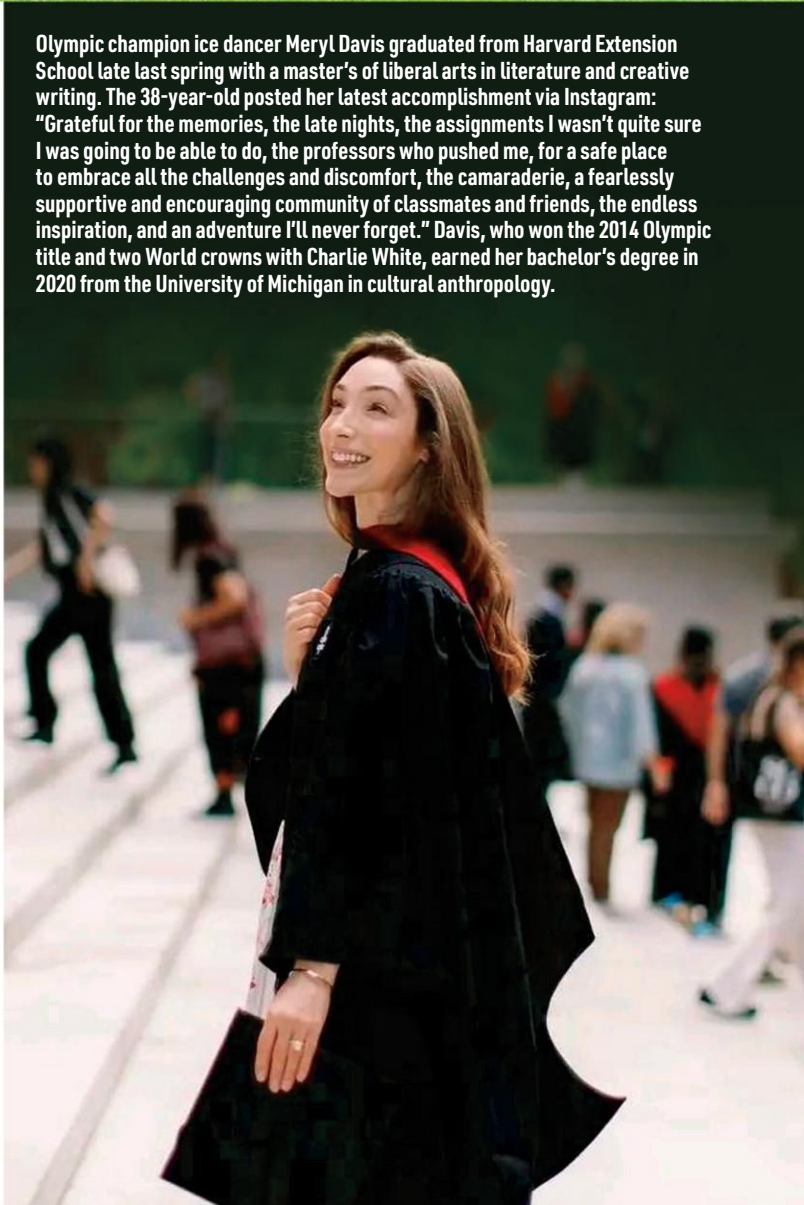 Olympic champion ice dancer Meryl Davis graduated from Harvard Extension
School late last spring with a master’s of liberal arts in literature and creative
writing. The 38-year-old posted her latest accomplishment via Instagram:
“Grateful for the memories, the late nights, the assignments I wasn’t quite sure
I was going to be able to do, the professors who pushed me, for a safe place
to embrace all the challenges and discomfort, the camaraderie, a fearlessly
supportive and encouraging community of classmates and friends, the endless
inspiration, and an adventure I’ll never forget.” Davis, who won the 2014 Olympic
title and two World crowns with Charlie White, earned her bachelor’s degree in
2020 from the University of Michigan in cultural anthropology.